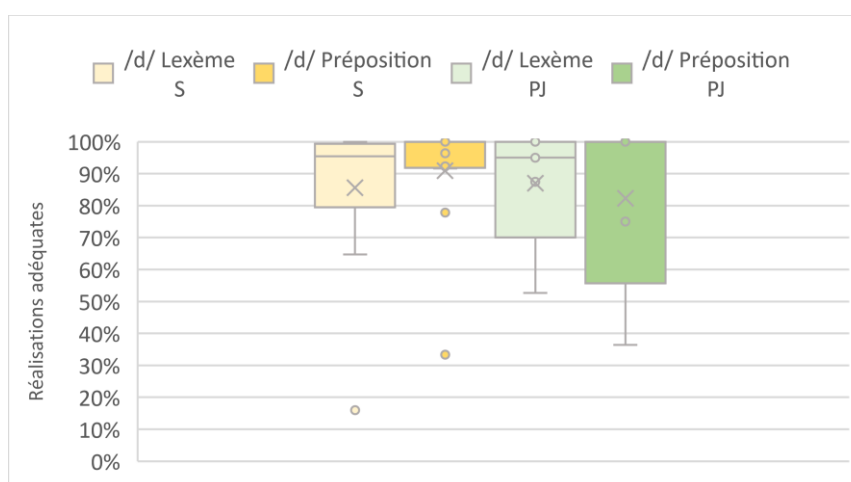 /d/ Lexème S
/d/ Préposition S
/d/ Lexème PJ
/d/ Préposition PJ
Réalisations adéquates
100%
90%
80%
70%
60%
50%
40%
30%
20%
10%
0%